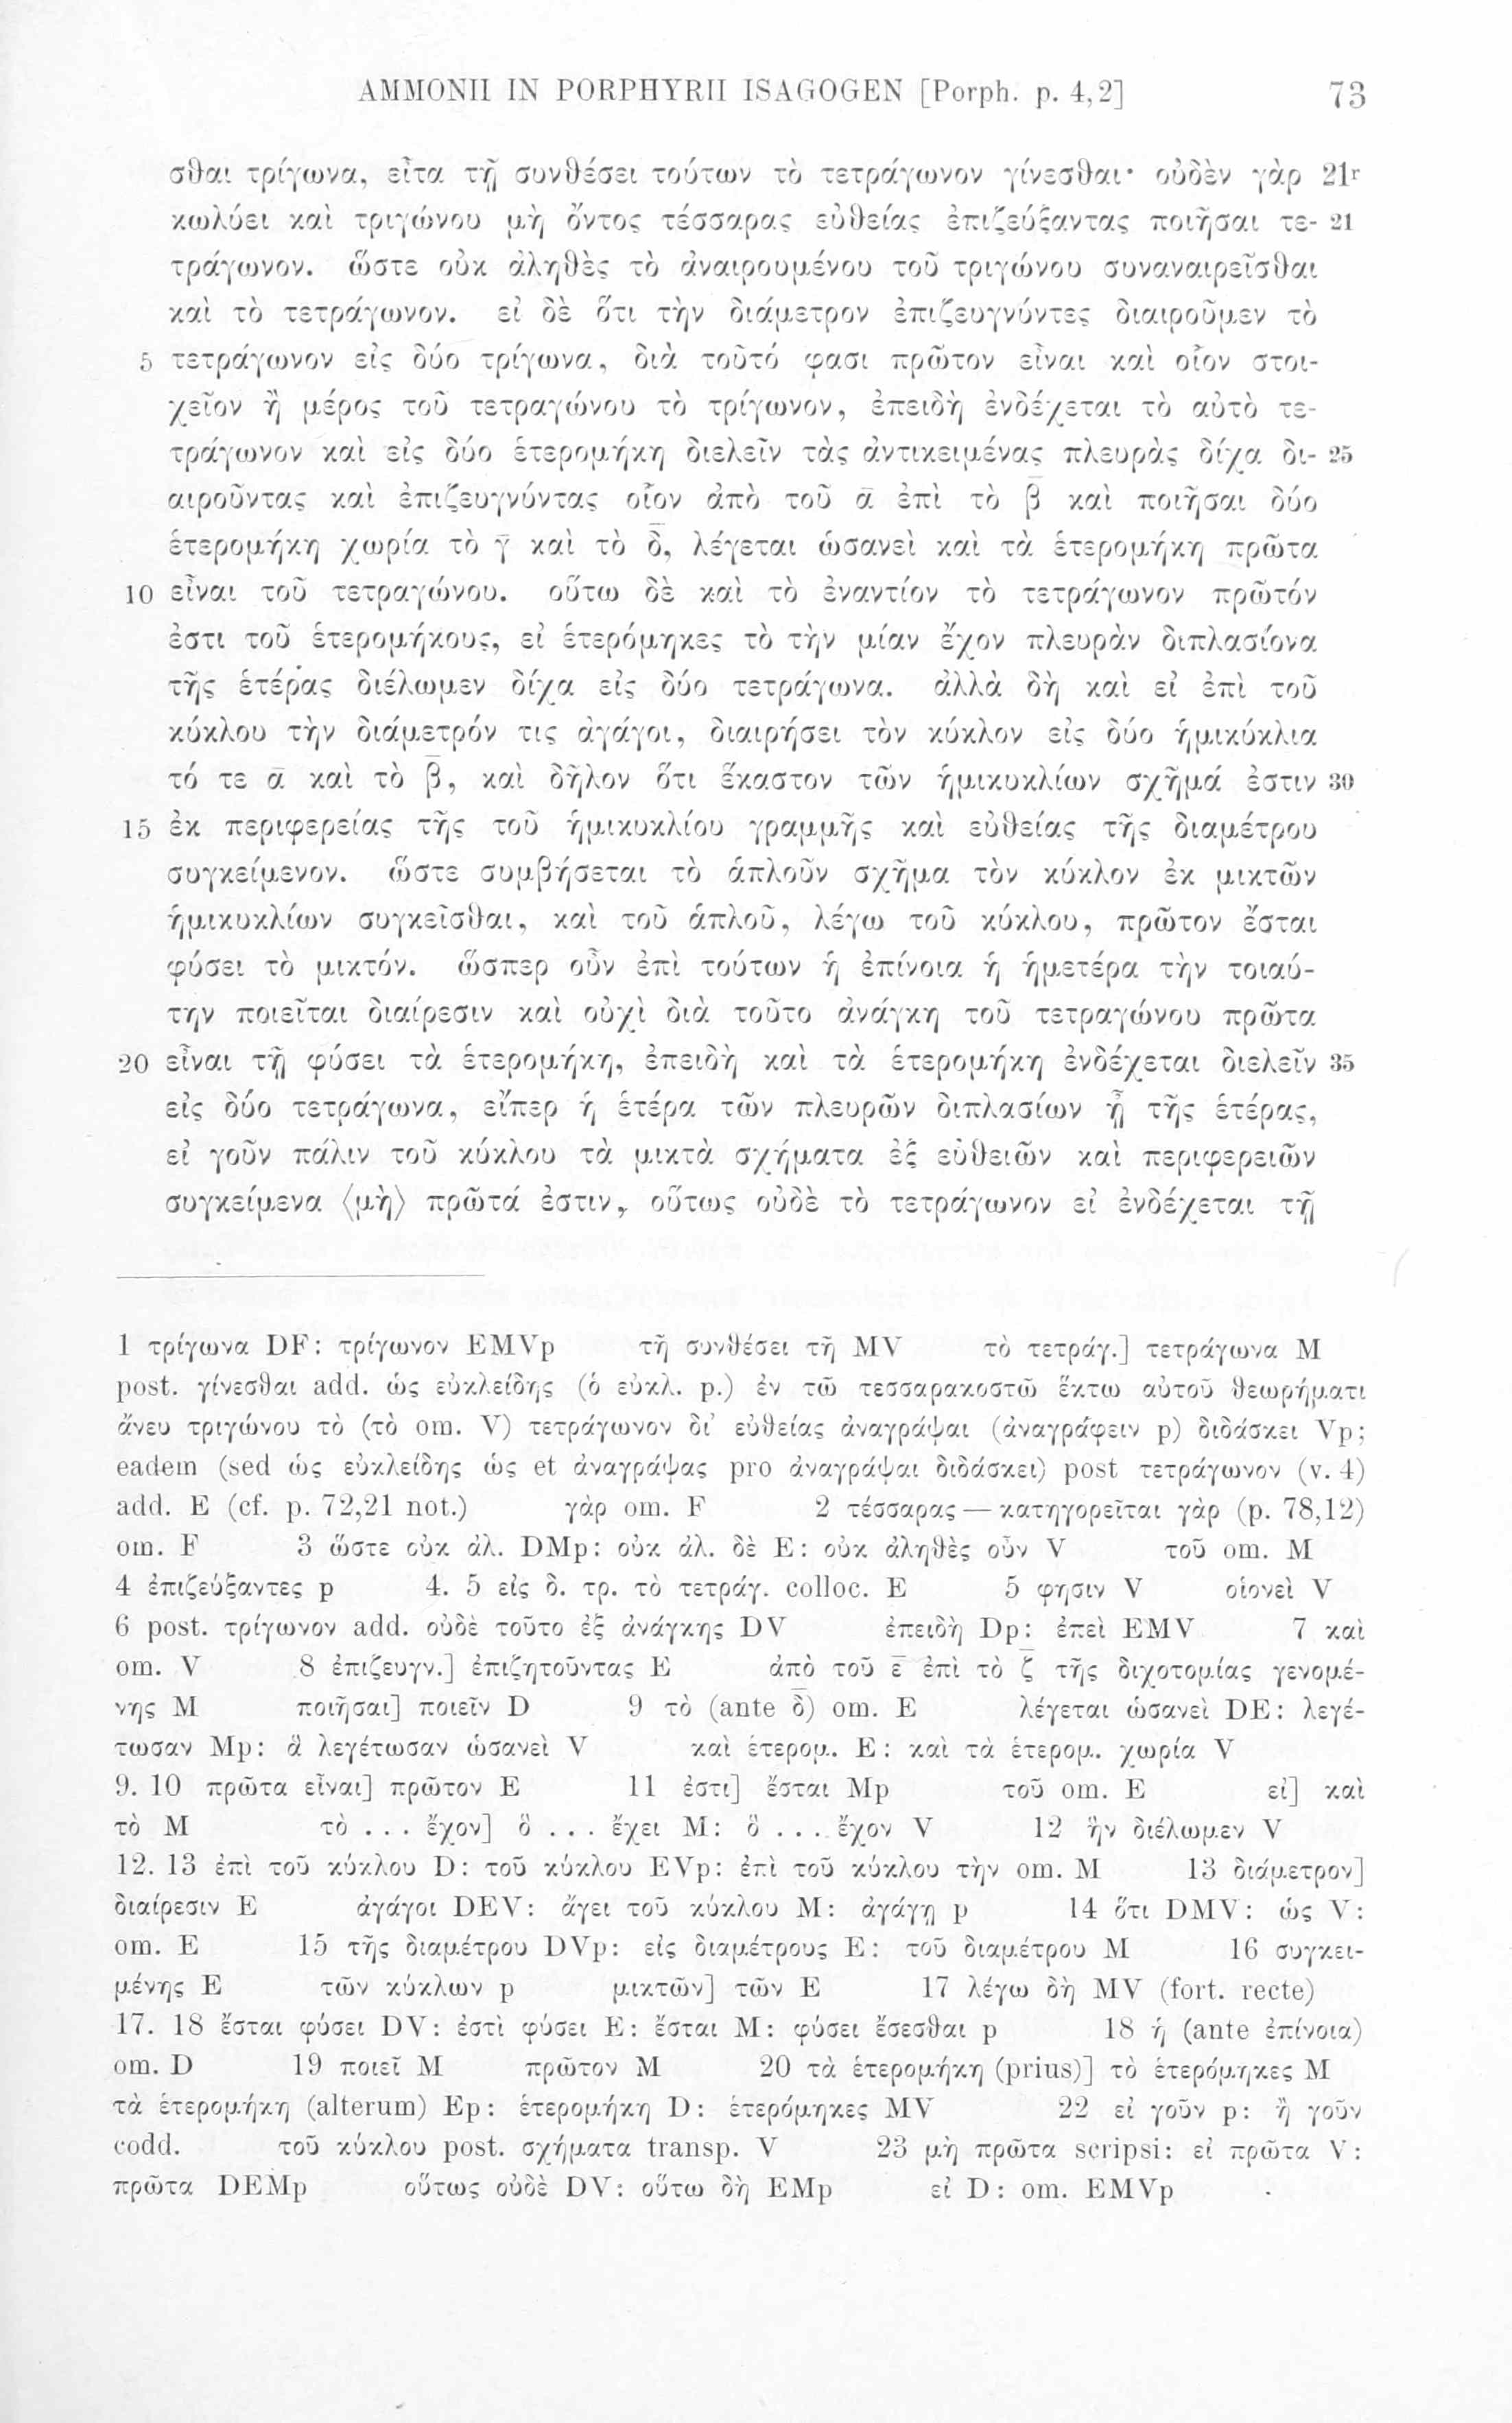 AMMONII IN PORPHYRII ISAGOGEN [Porph. p. 4,2] 73
σθαι τρίγωνα, εἶτα τῇ συνθέσει τούτων τὸ τετράγωνον γίνεσθαι· οὐδὲν γὰρ 21r
κωλύει καὶ τριγώνου μὴ ὄντος τέσσαρας εὐθείας ἐπιζεύξαντας ποιῆσαι τε- 21
τράγωνον. ὥστε οὐκ ἀληθὲς τὸ ἀναιρουμένου τοῦ τριγώνου συναναιρεῖσθαι
καὶ τὸ τετράγωνον. εἰ δὲ ὅτι τὴν διάμετρον ἐπιζευγνύντες διαιροῦμεν τὸ
5 τετράγωνον εἰς δύο τρίγωνα, διὰ τοῦτό φασι πρῶτον εἶναι καὶ οἷον στοι-
χεῖον ἢ μέρος τοῦ τετραγώνου τὸ τρίγωνον, ἐπειδὴ ἐνδέχεται τὸ αὐτὸ τε-
τράγωνον καὶ εἰς δύο ἑτερομήκη διελεῖν τὰς ἀντικειμένας πλευρὰς δίχα δι- 25
αιροῦντας καὶ ἐπιζευγνύντας οἷον ἀπὸ τοῦ ᾱ ἐπὶ τὸ β̄ καὶ ποιῆσαι δύο
ἑτερομήκη χωρία τὸ γ̄ καὶ τὸ δ̄, λέγεται ὡσανεὶ καὶ τὰ ἑτερομήκη πρῶτα
10 εἶναι τοῦ τετραγώνου. οὕτω δὲ καὶ τὸ ἐναντίον τὸ τετράγωνον πρῶτόν
ἐστι τοῦ ἑτερομήκους, εἰ ἑτερόμηκες τὸ τὴν μίαν ἔχον πλευρὰν διπλασίονα
τῆς ἑτέρας διέλωμεν δίχα εἰς δύο τετράγωνα. ἀλλὰ δὴ καὶ εἰ ἐπὶ τοῦ
κύκλου τὴν διάμετρόν τις ἀγάγοι, διαιρήσει τὸν κύκλον εἰς δύο ἡμικύκλια
τό τε ᾱ καὶ τὸ β̄, καὶ δῆλον ὅτι ἕκαστον τῶν ἡμικυκλίων σχῆμά ἐστιν 30
15 ἐκ περιφερείας τῆς τοῦ ἡμικυκλίου γραμμῆς καὶ εὐθείας τῆς διαμέτρου
συγκείμενον. ὥστε συμβήσεται τὸ ἁπλοῦν σχῆμα τὸν κύκλον ἐκ μικτῶν
ἡμικυκλίων συγκεῖσθαι, καὶ τοῦ ἁπλοῦ, λέγω τοῦ κύκλου, πρῶτον ἔσται
φύσει τὸ μικτόν. ὥσπερ οὖν ἐπὶ τούτων ἡ ἐπίνοια ἡ ἡμετέρα τὴν τοιαύ-
την ποιεῖται διαίρεσιν καὶ οὐχὶ διὰ τοῦτο ἀνάγκη τοῦ τετραγώνου πρῶτα
20 εἶναι τῇ φύσει τὰ ἑτερομήκη, ἐπειδὴ καὶ τὰ ἑτερομήκη ἐνδέχεται διελεῖν 35
εἰς δύο τετράγωνα, εἴπερ ἡ ἑτέρα τῶν πλευρῶν διπλασίων ᾖ τῆς ἑτέρας,
εἰ γοῦν πάλιν τοῦ κύκλου τὰ μικτὰ σχήματα ἐξ εὐθειῶν καὶ περιφερειῶν
συγκείμενα ⟨μὴ⟩ πρῶτά ἐστιν, οὕτως οὐδὲ τὸ τετράγωνον εἰ ἐνδέχεται τῇ
1 τρίγωνα DF: τρίγωνον EMVp τῇ συνθέσει τῇ MV τὸ τετράγ.] τετράγωνα M
post. γίνεσθαι add. ὡς εὐκλείδης (ὁ εὐκλ. p.) ἐν τῶ τεσσαρακοστῶ ἕκτω αὐτοῦ θεωρήματι
ἄνευ τριγώνου τὸ (τὸ om. V) τετράγωνον δι' εὐθείας ἀναγράψαι (ἀναγράφειν p) διδάσκει Vp;
eadem (sed ὡς εὐκλείδης ὡς et ἀναγράψας pro ἀναγράψαι διδάσκει) post τετράγωνον (v. 4)
add. E (cf. p. 72,21 not.) γὰρ om. F 2 τέσσαρας — κατηγορεῖται γὰρ (p. 78,12)
om. F 3 ὥστε οὐκ ἀλ. DMp: οὐκ ἀλ. δὲ E: οὐκ ἀληθὲς οὖν V τοῦ om. M
4 ἐπιζεύξαντες p 4. 5 εἰς δ. τρ. τὸ τετράγ. colloc. E 5 φησιν V οἱονεὶ V
6 post. τρίγωνον add. οὐδὲ τοῦτο ἐξ ἀνάγκης DV ἐπειδὴ Dp: ἐπεὶ EMV 7 καὶ
om. V 8 ἐπιζευγν.] ἐπιζητοῦντας E ἀπὸ τοῦ ε̄ ἐπὶ τὸ ζ̄ τῆς διχοτομίας γενομέ-
νης M ποιῆσαι] ποιεῖν D 9 τὸ (ante δ̄) om. E λέγεται ὡσανεὶ DE: λεγέ-
τωσαν Mp: ἃ λεγέτωσαν ὡσανεὶ V καὶ ἑτερομ. E: καὶ τὰ ἑτερομ. χωρία V
9. 10 πρῶτα εἶναι] πρῶτον E 11 ἐστι] ἔσται Mp τοῦ om. E εἰ] καὶ
τὸ M τὸ . . . ἔχον] ὃ . . . ἔχει M: ὃ . . . ἔχον V 12 ἣν διέλωμεν V
12. 13 ἐπὶ τοῦ κύκλου D: τοῦ κύκλου EVp: ἐπὶ τοῦ κύκλου τὴν om. M 13 διάμετρον]
διαίρεσιν E ἀγάγοι DEV: ἄγει τοῦ κύκλου M: ἀγάγῃ p 14 ὅτι DMV: ὡς V:
om. E 15 τῆς διαμέτρου DVp: εἰς διαμέτρους E: τοῦ διαμέτρου M 16 συγκει-
μένης E τῶν κύκλων p μικτῶν] τῶν E 17 λέγω δὴ MV (fort. recte)
17. 18 ἔσται φύσει DV: ἐστὶ φύσει E: ἔσται M: φύσει ἔσεσθαι p 18 ἡ (ante ἐπίνοια)
om. D 19 ποιεῖ M πρῶτον M 20 τὰ ἑτερομήκη (prius)] τὸ ἑτερόμηκες M
τὰ ἑτερομήκη (alterum) Ep: ἑτερομήκη D: ἑτερόμηκες MV 22 εἰ γοῦν p: ἢ γοῦν
codd. τοῦ κύκλου post. σχήματα transp. V 23 μὴ πρῶτα scripsi: εἰ πρῶτα V:
πρῶτα DEMp οὕτως οὐδὲ DV: οὕτω δὴ EMp εἰ D: om. EMVp